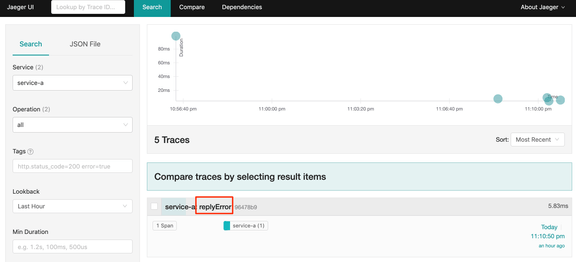 Jaeger UI
Lookup by Trace ID...
Search
Compare
Dependencies
About Jaeger
Search
JSON File
Service (2)
service-a
Operation (2)
all
Tags
http.status_code=200 error=true
Lookback
Last Hour
Min Duration
e.g. 1.2s, 100ms, 500us
Duration
80ms
60ms
40ms
20ms
10:56:40 pm
11:00:00 pm
11:03:20 pm
11:06:40 pm
11:10:00 pm
5 Traces
Sort:
Most Recent
Compare traces by selecting result items
service-a: replyError 96478b9
5.83ms
1 Span
service-a (1)
Today
11:10:50 pm
an hour ago